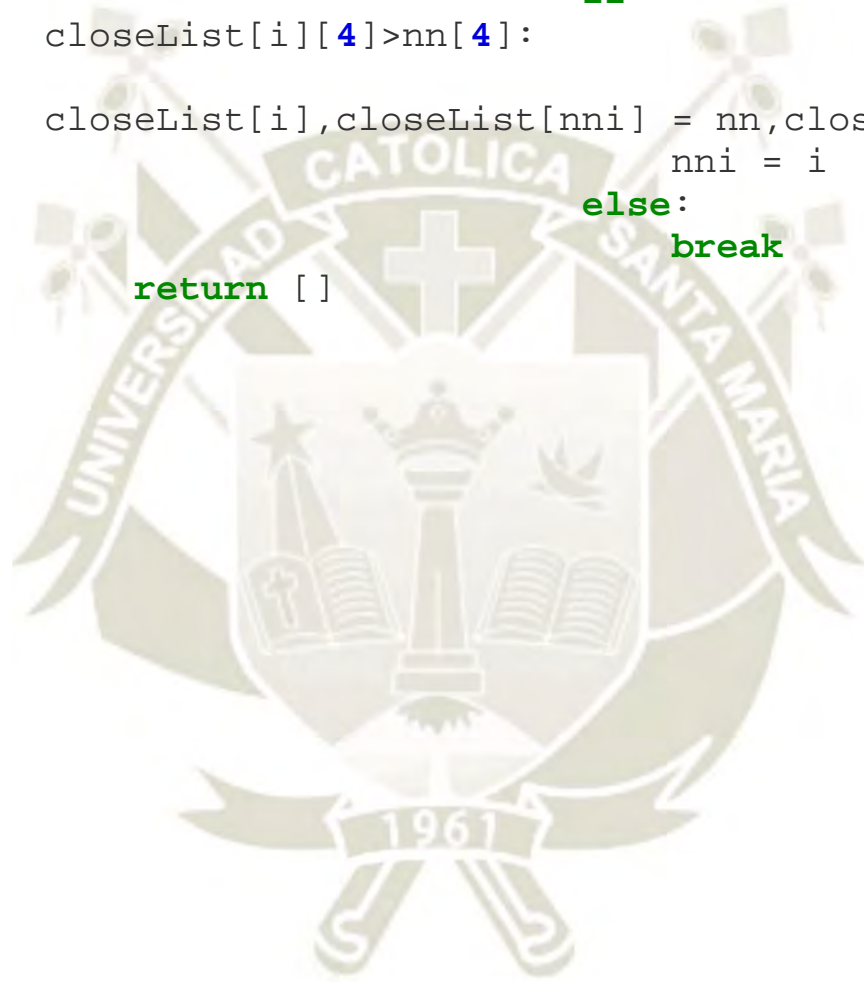 closeList[i][4]>nn[4]:
closeList[i],closeList[nni] = nn,clos
nni = i
else:
break
return []
UNIVERSIDAD CATOLICA SANTA MARIA
1961